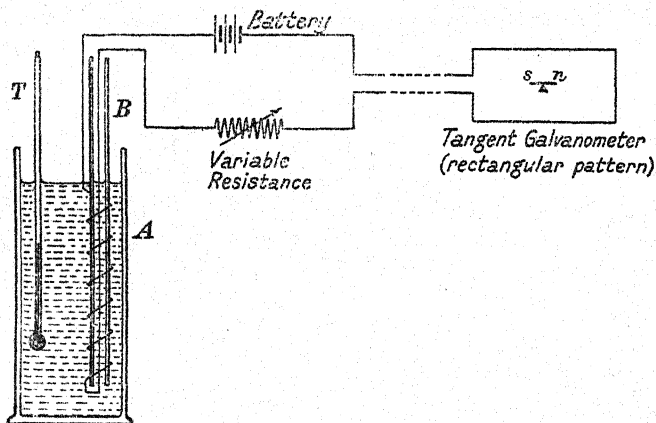 Battery
T
B
s n
Variable
Resistance
Tangent Galvanometer
(rectangular pattern)
A